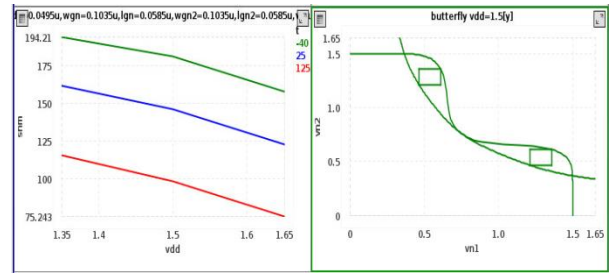 0.0495u,wgn=0.1035u,lgn=0.0585u,wgn2=0.1035u,lgn2=0.0585u,
t
-40
25
125
194.21
175
150
125
100
75.243
snm
1.35 1.4 1.5 1.6 1.65
vdd
butterfly vdd=1.5[y]
1.65
1.5
1.0
0.5
0
vn2
0 0.5 1.0 1.5 1.65
vn1